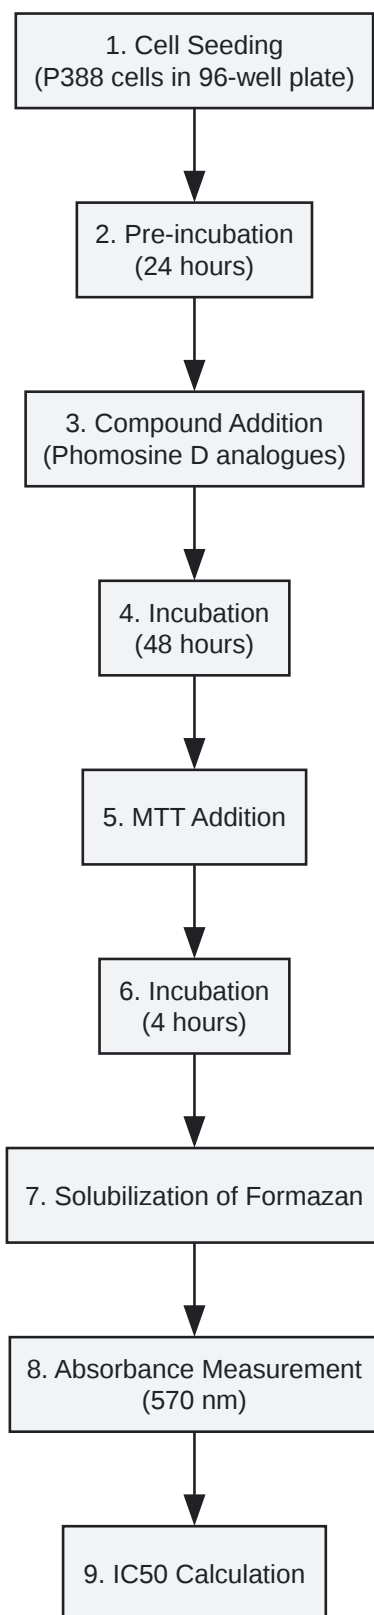 1. Cell Seeding
(P388 cells in 96-well plate)
2. Pre-incubation
(24 hours)
3. Compound Addition
(Phomosine D analogues)
4. Incubation
(48 hours)
5. MTT Addition
6. Incubation
(4 hours)
7. Solubilization of Formazan
8. Absorbance Measurement
(570 nm)
9. IC50 Calculation